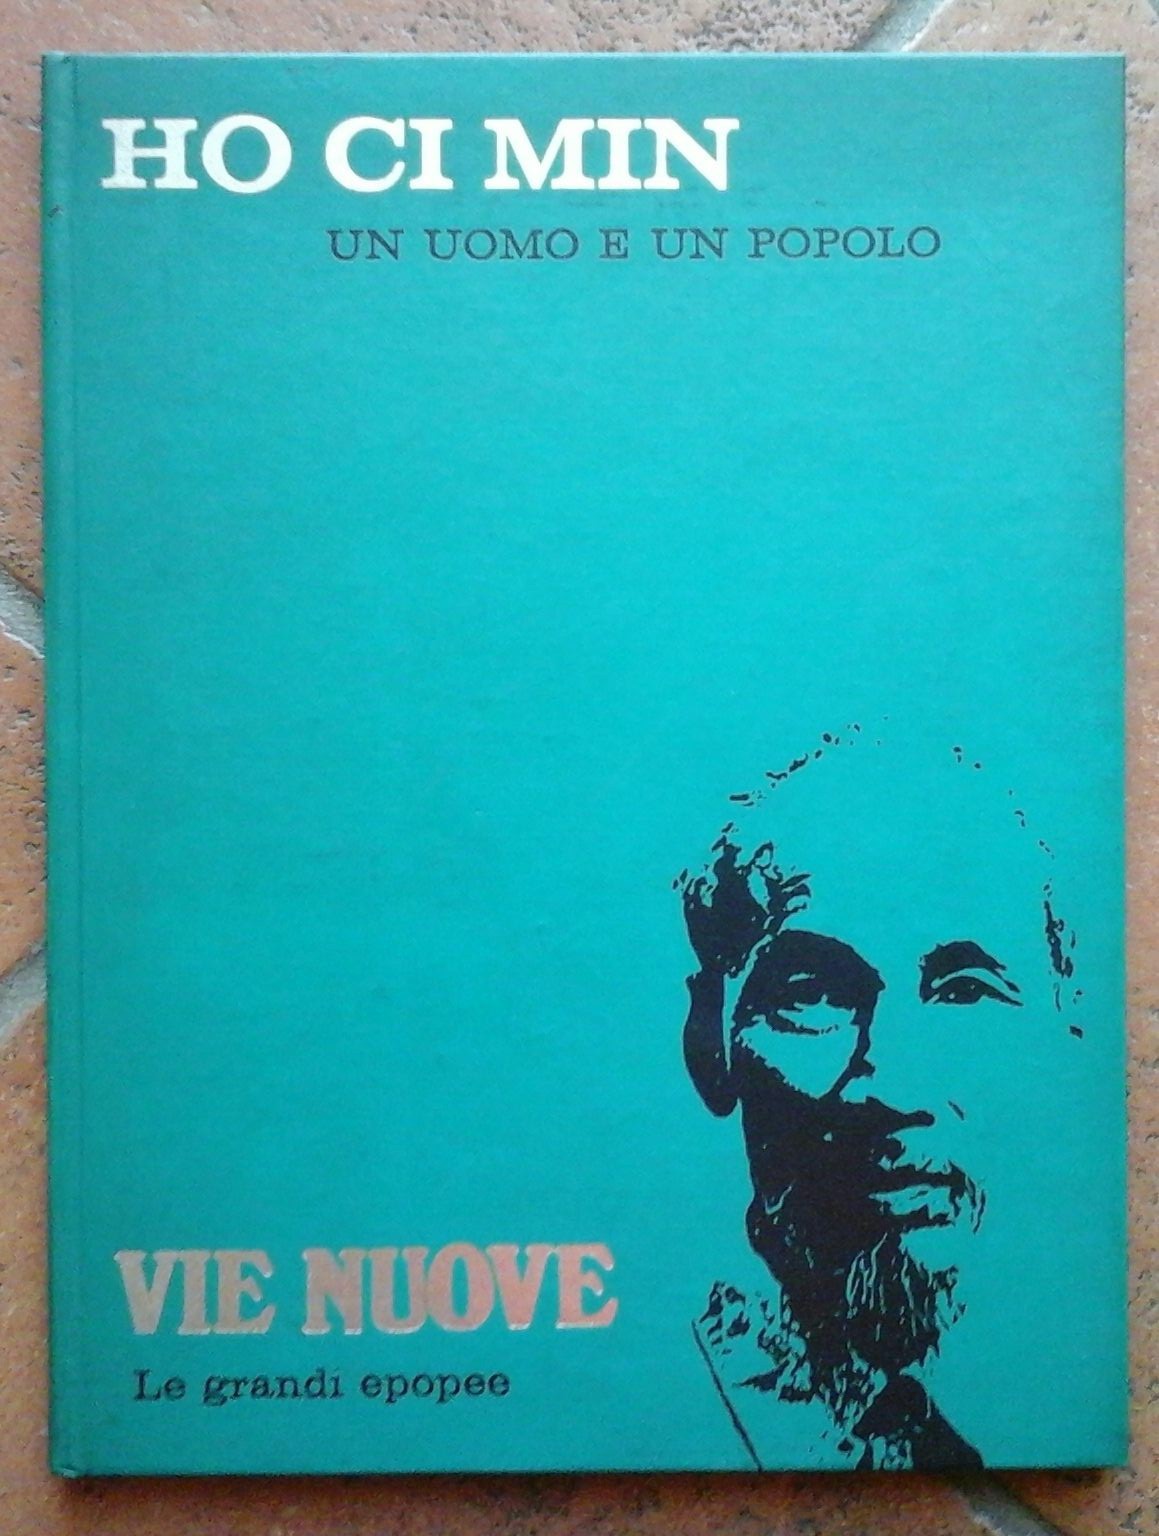 HO CI MIN
UN UOMO E UN POPOLO
VIE NUOVE
Le grandi epopee